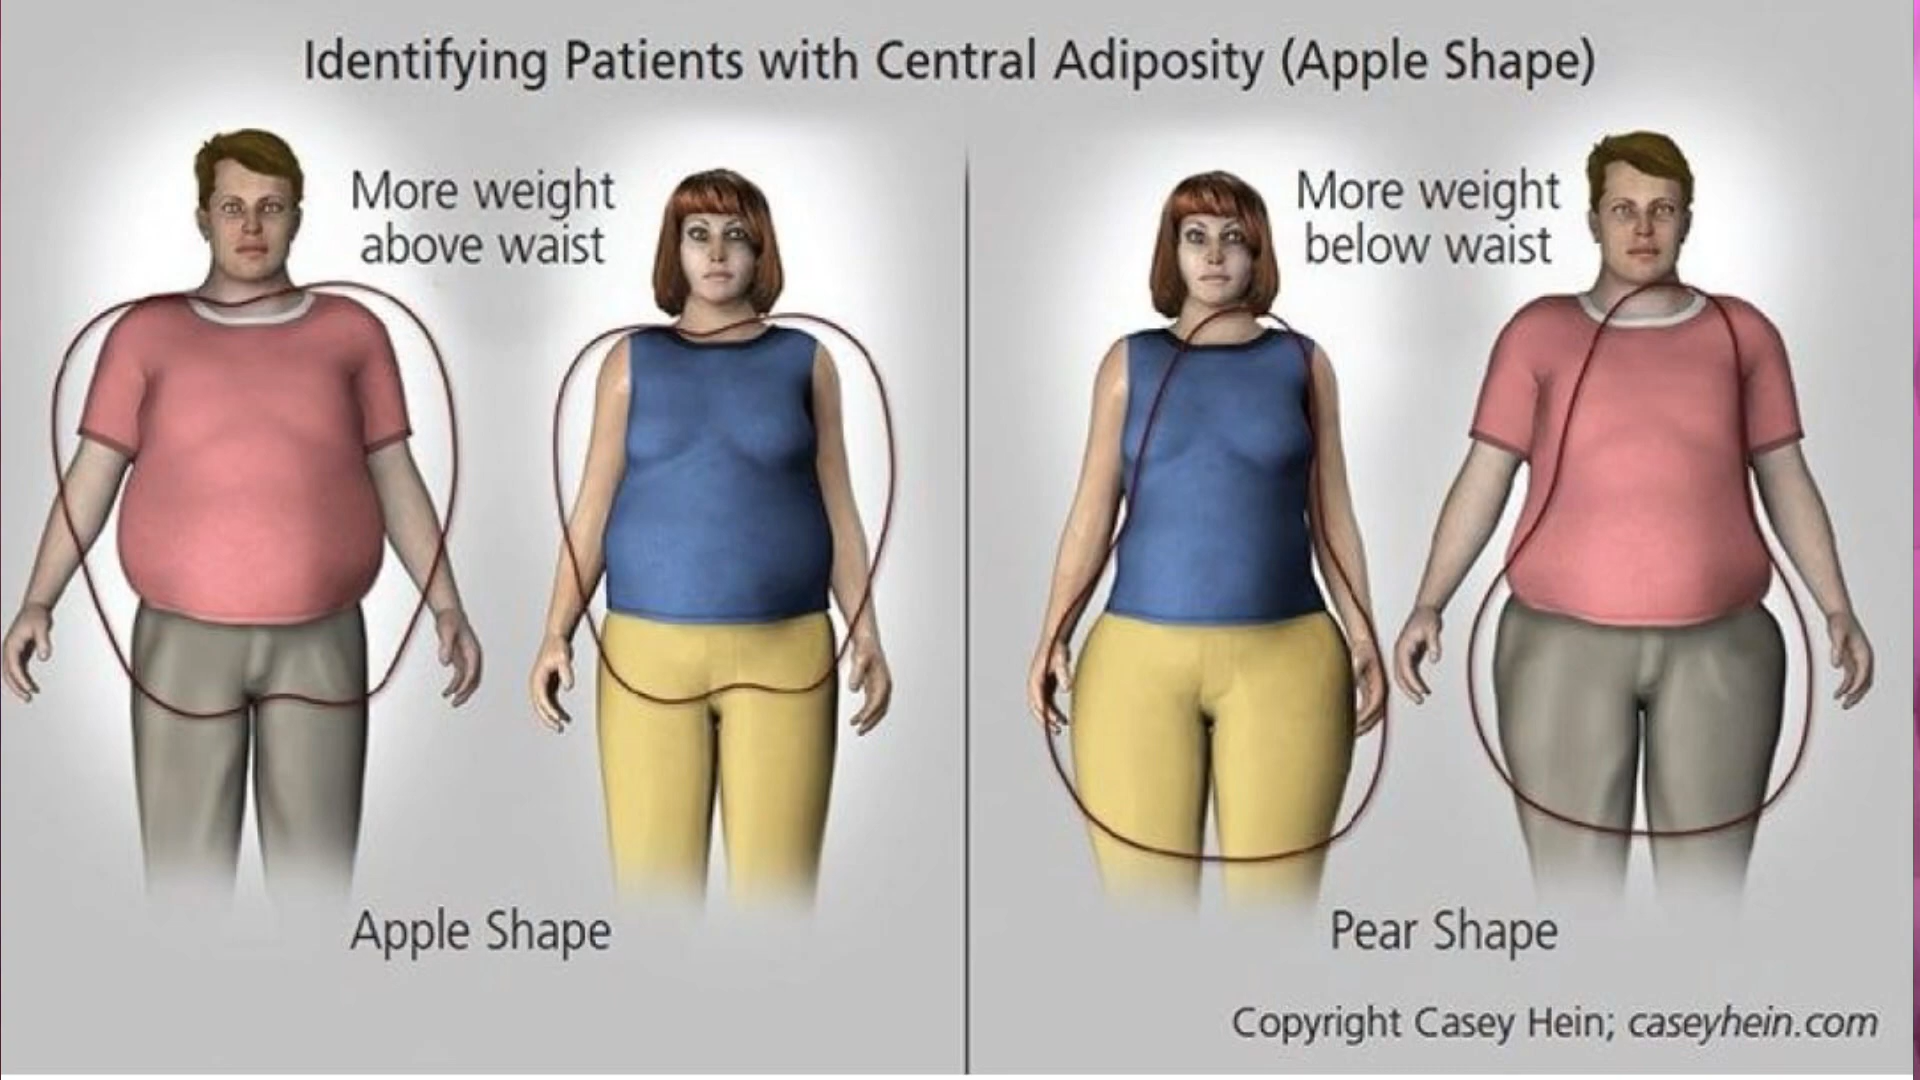 Identifying Patients with Central Adiposity (Apple Shape)
More weight
above waist
Apple Shape
More weight
below waist
Pear Shape
Copyright Casey Hein; caseyhein.com